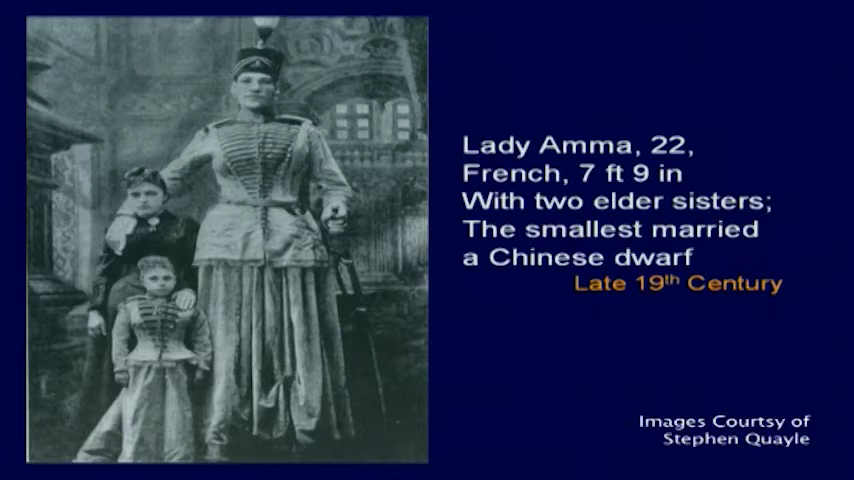 Lady Amma, 22,
French, 7 ft 9 in
With two elder sisters;
The smallest married
a Chinese dwarf
Late 19th Century
Images Courtsy of
Stephen Quayle